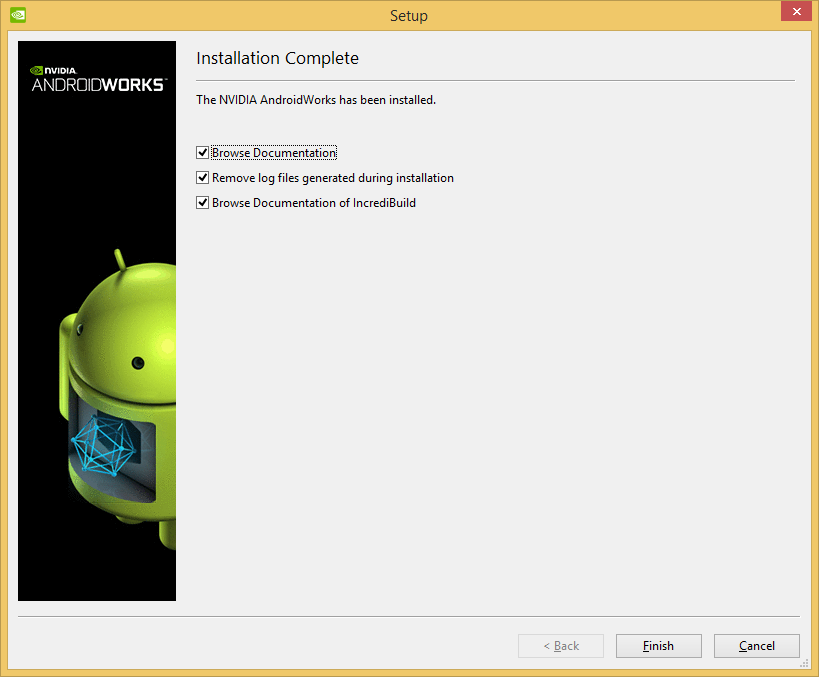 Setup
NVIDIA.
ANDROIDWORKS™
Installation Complete
The NVIDIA AndroidWorks has been installed.
Browse Documentation
Remove log files generated during installation
Browse Documentation of IncrediBuild
< Back
Finish
Cancel